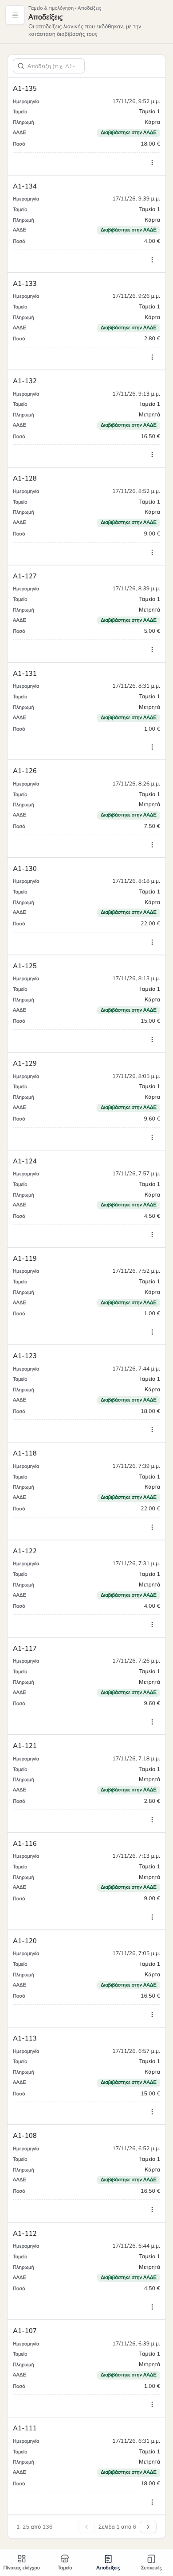 Ταμείο & τιμολόγηση › Αποδείξεις
Αποδείξεις
Οι αποδείξεις λιανικής που εκδόθηκαν, με την
κατάσταση διαβίβασής τους
Απόδειξη (π.χ. A1-
A1-135
Ημερομηνία 17/11/26, 9:52 μ.μ.
Ταμείο Ταμείο 1
Πληρωμή Κάρτα
ΑΑΔΕ Διαβιβάστηκε στην ΑΑΔΕ
Ποσό 18,00 €
A1-134
Ημερομηνία 17/11/26, 9:39 μ.μ.
Ταμείο Ταμείο 1
Πληρωμή Κάρτα
ΑΑΔΕ Διαβιβάστηκε στην ΑΑΔΕ
Ποσό 4,00 €
A1-133
Ημερομηνία 17/11/26, 9:26 μ.μ.
Ταμείο Ταμείο 1
Πληρωμή Κάρτα
ΑΑΔΕ Διαβιβάστηκε στην ΑΑΔΕ
Ποσό 2,80 €
A1-132
Ημερομηνία 17/11/26, 9:13 μ.μ.
Ταμείο Ταμείο 1
Πληρωμή Μετρητά
ΑΑΔΕ Διαβιβάστηκε στην ΑΑΔΕ
Ποσό 16,50 €
A1-128
Ημερομηνία 17/11/26, 8:52 μ.μ.
Ταμείο Ταμείο 1
Πληρωμή Κάρτα
ΑΑΔΕ Διαβιβάστηκε στην ΑΑΔΕ
Ποσό 9,00 €
A1-127
Ημερομηνία 17/11/26, 8:39 μ.μ.
Ταμείο Ταμείο 1
Πληρωμή Μετρητά
ΑΑΔΕ Διαβιβάστηκε στην ΑΑΔΕ
Ποσό 5,00 €
A1-131
Ημερομηνία 17/11/26, 8:31 μ.μ.
Ταμείο Ταμείο 1
Πληρωμή Μετρητά
ΑΑΔΕ Διαβιβάστηκε στην ΑΑΔΕ
Ποσό 1,00 €
A1-126
Ημερομηνία 17/11/26, 8:26 μ.μ.
Ταμείο Ταμείο 1
Πληρωμή Μετρητά
ΑΑΔΕ Διαβιβάστηκε στην ΑΑΔΕ
Ποσό 7,50 €
A1-130
Ημερομηνία 17/11/26, 8:18 μ.μ.
Ταμείο Ταμείο 1
Πληρωμή Κάρτα
ΑΑΔΕ Διαβιβάστηκε στην ΑΑΔΕ
Ποσό 22,00 €
A1-125
Ημερομηνία 17/11/26, 8:13 μ.μ.
Ταμείο Ταμείο 1
Πληρωμή Κάρτα
ΑΑΔΕ Διαβιβάστηκε στην ΑΑΔΕ
Ποσό 15,00 €
A1-129
Ημερομηνία 17/11/26, 8:05 μ.μ.
Ταμείο Ταμείο 1
Πληρωμή Κάρτα
ΑΑΔΕ Διαβιβάστηκε στην ΑΑΔΕ
Ποσό 9,60 €
A1-124
Ημερομηνία 17/11/26, 7:57 μ.μ.
Ταμείο Ταμείο 1
Πληρωμή Κάρτα
ΑΑΔΕ Διαβιβάστηκε στην ΑΑΔΕ
Ποσό 4,50 €
A1-119
Ημερομηνία 17/11/26, 7:52 μ.μ.
Ταμείο Ταμείο 1
Πληρωμή Κάρτα
ΑΑΔΕ Διαβιβάστηκε στην ΑΑΔΕ
Ποσό 1,00 €
A1-123
Ημερομηνία 17/11/26, 7:44 μ.μ.
Ταμείο Ταμείο 1
Πληρωμή Κάρτα
ΑΑΔΕ Διαβιβάστηκε στην ΑΑΔΕ
Ποσό 18,00 €
A1-118
Ημερομηνία 17/11/26, 7:39 μ.μ.
Ταμείο Ταμείο 1
Πληρωμή Κάρτα
ΑΑΔΕ Διαβιβάστηκε στην ΑΑΔΕ
Ποσό 22,00 €
A1-122
Ημερομηνία 17/11/26, 7:31 μ.μ.
Ταμείο Ταμείο 1
Πληρωμή Μετρητά
ΑΑΔΕ Διαβιβάστηκε στην ΑΑΔΕ
Ποσό 4,00 €
A1-117
Ημερομηνία 17/11/26, 7:26 μ.μ.
Ταμείο Ταμείο 1
Πληρωμή Μετρητά
ΑΑΔΕ Διαβιβάστηκε στην ΑΑΔΕ
Ποσό 9,60 €
A1-121
Ημερομηνία 17/11/26, 7:18 μ.μ.
Ταμείο Ταμείο 1
Πληρωμή Μετρητά
ΑΑΔΕ Διαβιβάστηκε στην ΑΑΔΕ
Ποσό 2,80 €
A1-116
Ημερομηνία 17/11/26, 7:13 μ.μ.
Ταμείο Ταμείο 1
Πληρωμή Μετρητά
ΑΑΔΕ Διαβιβάστηκε στην ΑΑΔΕ
Ποσό 9,00 €
A1-120
Ημερομηνία 17/11/26, 7:05 μ.μ.
Ταμείο Ταμείο 1
Πληρωμή Κάρτα
ΑΑΔΕ Διαβιβάστηκε στην ΑΑΔΕ
Ποσό 16,50 €
A1-113
Ημερομηνία 17/11/26, 6:57 μ.μ.
Ταμείο Ταμείο 1
Πληρωμή Κάρτα
ΑΑΔΕ Διαβιβάστηκε στην ΑΑΔΕ
Ποσό 15,00 €
A1-108
Ημερομηνία 17/11/26, 6:52 μ.μ.
Ταμείο Ταμείο 1
Πληρωμή Κάρτα
ΑΑΔΕ Διαβιβάστηκε στην ΑΑΔΕ
Ποσό 16,50 €
A1-112
Ημερομηνία 17/11/26, 6:44 μ.μ.
Ταμείο Ταμείο 1
Πληρωμή Μετρητά
ΑΑΔΕ Διαβιβάστηκε στην ΑΑΔΕ
Ποσό 4,50 €
A1-107
Ημερομηνία 17/11/26, 6:39 μ.μ.
Ταμείο Ταμείο 1
Πληρωμή Μετρητά
ΑΑΔΕ Διαβιβάστηκε στην ΑΑΔΕ
Ποσό 1,00 €
A1-111
Ημερομηνία 17/11/26, 6:31 μ.μ.
Ταμείο Ταμείο 1
Πληρωμή Μετρητά
ΑΑΔΕ Διαβιβάστηκε στην ΑΑΔΕ
Ποσό 18,00 €
1–25 από 136 Σελίδα 1 από 6
Πίνακας ελέγχου Ταμείο Αποδείξεις Συσκευές